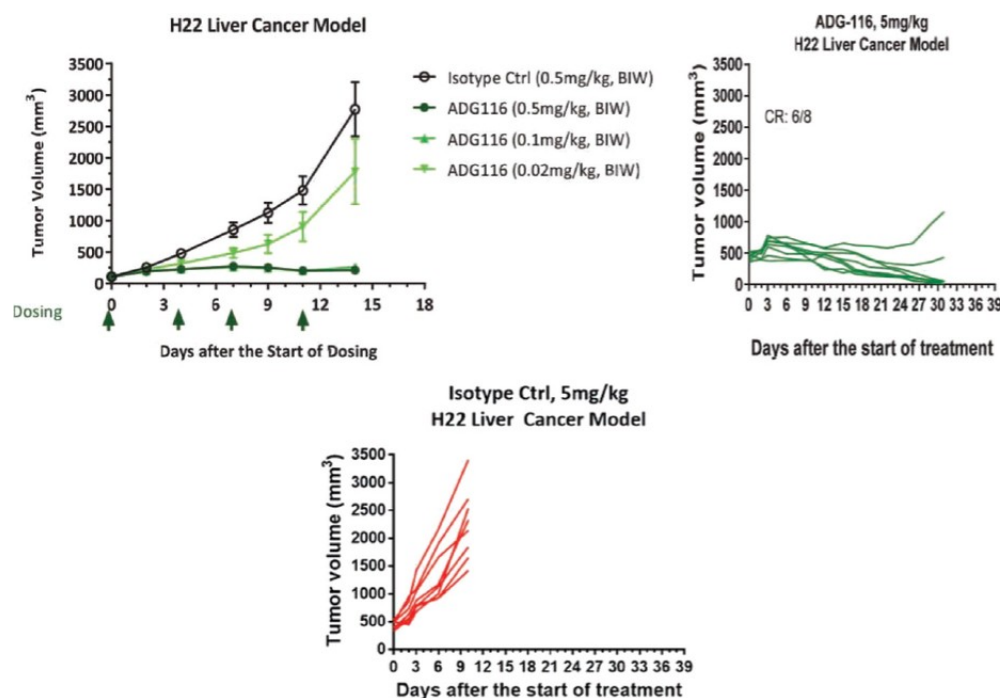 H22 Liver Cancer Model
Tumor Volume (mm³)
3500
3000
2500
2000
1500
1000
500
0
0 3 6 9 12 15 18
Dosing
Days after the Start of Dosing
Isotype Ctrl (0.5mg/kg, BIW)
ADG116 (0.5mg/kg, BIW)
ADG116 (0.1mg/kg, BIW)
ADG116 (0.02mg/kg, BIW)
ADG-116, 5mg/kg
H22 Liver Cancer Model
Tumor volume (mm³)
3500
3000
2500
2000
1500
1000
500
0
CR: 6/8
0 3 6 9 12 15 18 21 24 26 30 31 33 36 39
Days after the start of treatment
Isotype Ctrl, 5mg/kg
H22 Liver Cancer Model
Tumor volume (mm³)
3500
3000
2500
2000
1500
1000
500
0
0 3 6 9 12 15 18 21 24 26 30 31 33 36 39
Days after the start of treatment